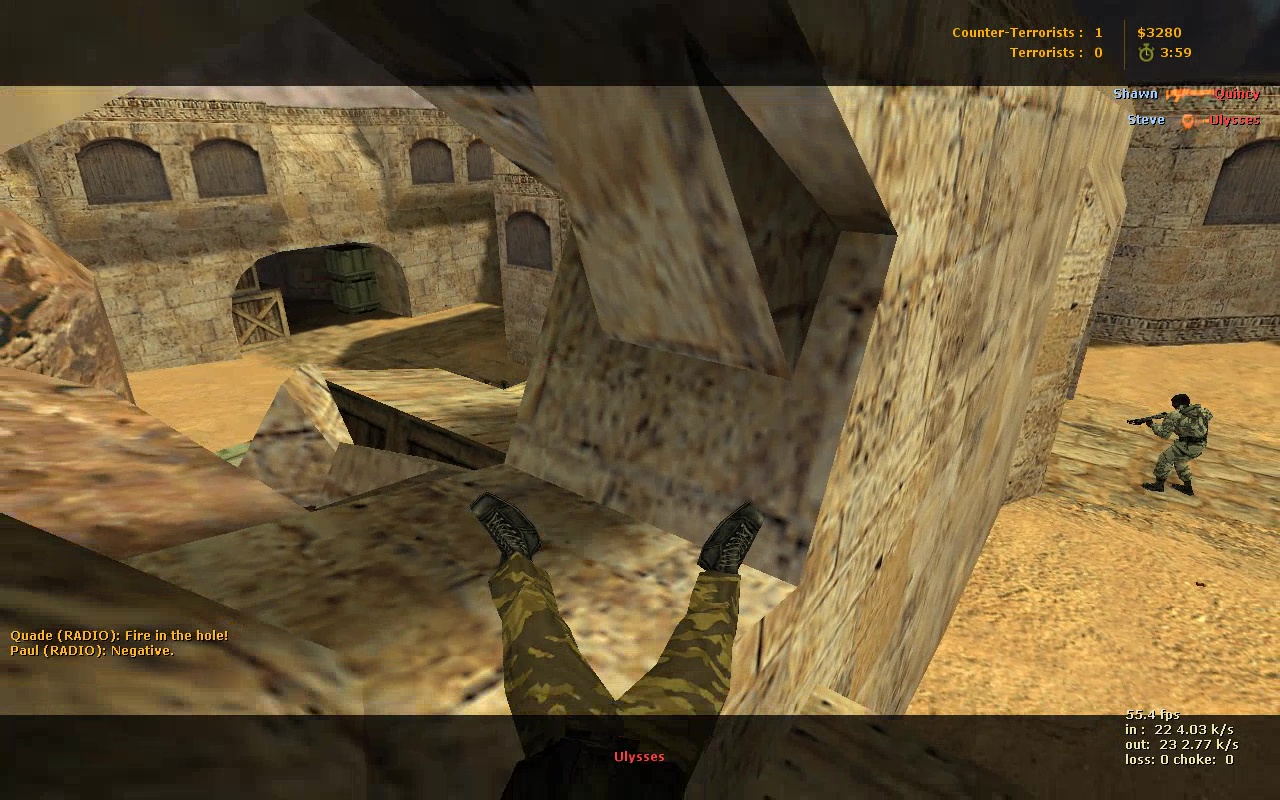 Counter-Terrorists :  1
$3280
Terrorists :  0
3:59
Shawn Quincy
Steve Ulysses
Quade (RADIO): Fire in the hole!
Paul (RADIO): Negative.
55.4 fps
in :  22 4.03 k/s
out:  23 2.77 k/s
loss: 0 choke:  0
Ulysses